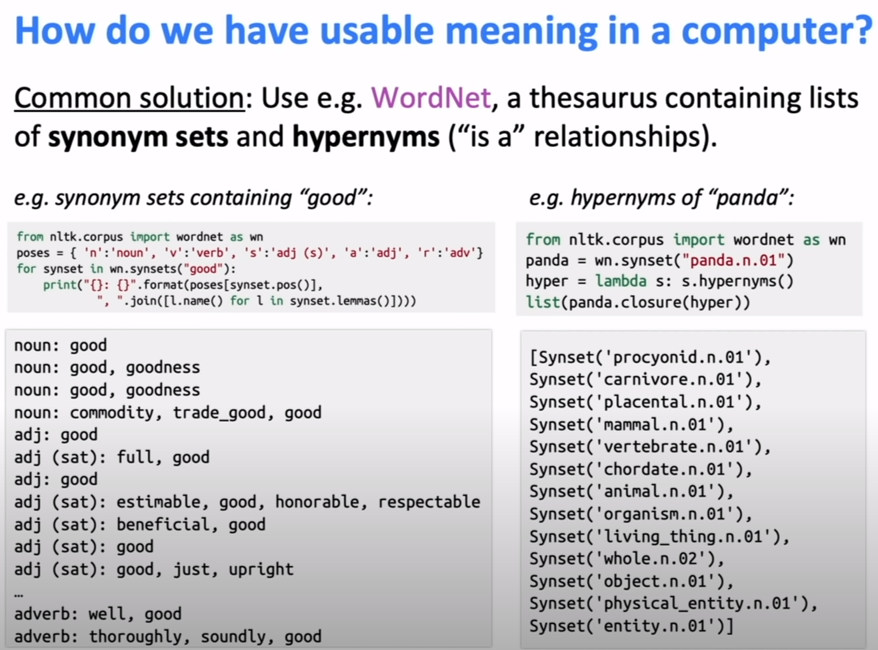 How do we have usable meaning in a computer?
Common solution: Use e.g. WordNet, a thesaurus containing lists
of synonym sets and hypernyms (“is a” relationships).
e.g. synonym sets containing “good”:
from nltk.corpus import wordnet as wn
poses = { 'n':'noun', 'v':'verb', 's':'adj (s)', 'a':'adj', 'r':'adv'}
for synset in wn.synsets("good"):
    print("{}: {}".format(poses[synset.pos()],
            ", ".join([l.name() for l in synset.lemmas()])))
noun: good
noun: good, goodness
noun: good, goodness
noun: commodity, trade_good, good
adj: good
adj (sat): full, good
adj: good
adj (sat): estimable, good, honorable, respectable
adj (sat): beneficial, good
adj (sat): good
adj (sat): good, just, upright
…
adverb: well, good
adverb: thoroughly, soundly, good
e.g. hypernyms of “panda”:
from nltk.corpus import wordnet as wn
panda = wn.synset("panda.n.01")
hyper = lambda s: s.hypernyms()
list(panda.closure(hyper))
[Synset('procyonid.n.01'),
Synset('carnivore.n.01'),
Synset('placental.n.01'),
Synset('mammal.n.01'),
Synset('vertebrate.n.01'),
Synset('chordate.n.01'),
Synset('animal.n.01'),
Synset('organism.n.01'),
Synset('living_thing.n.01'),
Synset('whole.n.02'),
Synset('object.n.01'),
Synset('physical_entity.n.01'),
Synset('entity.n.01')]